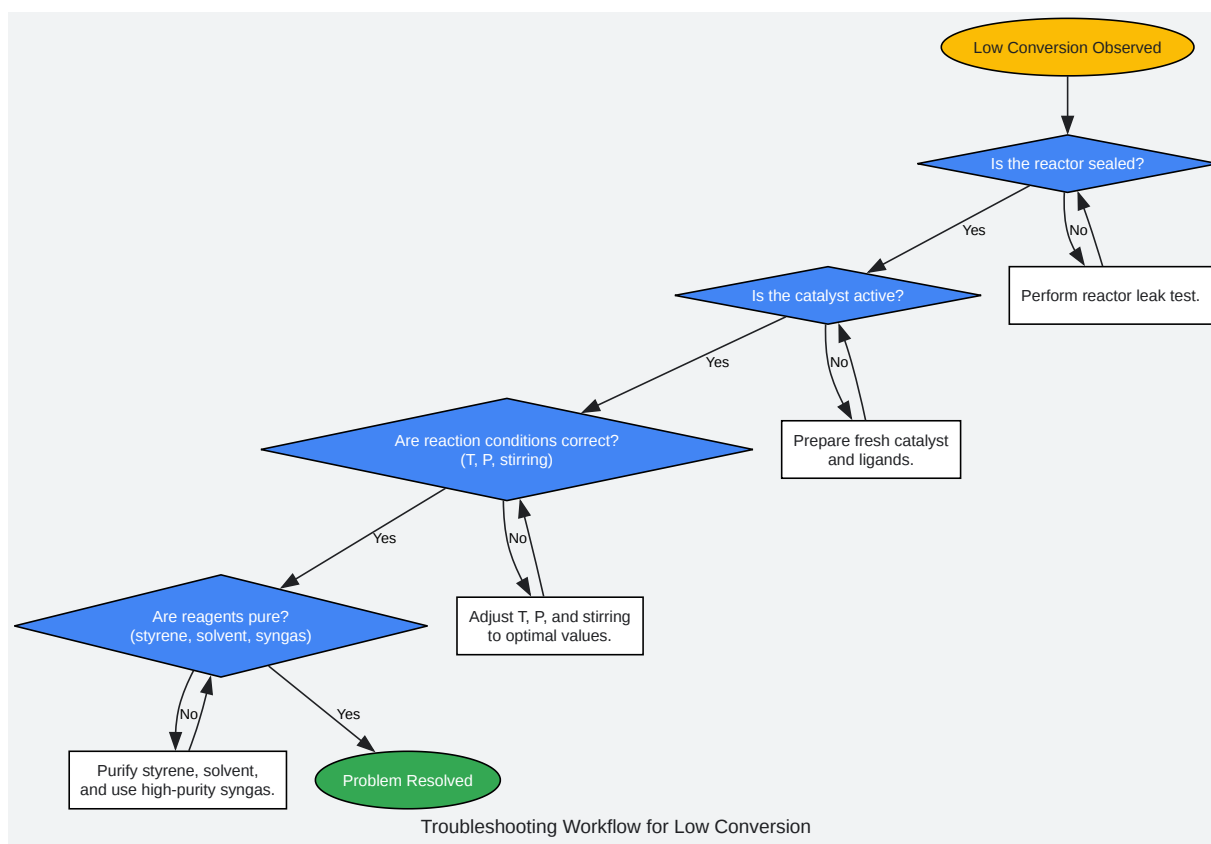 Low Conversion Observed
Is the reactor sealed?
Yes
No
Is the catalyst active?
Perform reactor leak test.
Yes
No
Are reaction conditions correct?
(T, P, stirring)
Prepare fresh catalyst
and ligands.
Yes
No
Are reagents pure?
(styrene, solvent, syngas)
Adjust T, P, and stirring
to optimal values.
No
Yes
Purify styrene, solvent,
and use high-purity syngas.
Problem Resolved
Troubleshooting Workflow for Low Conversion